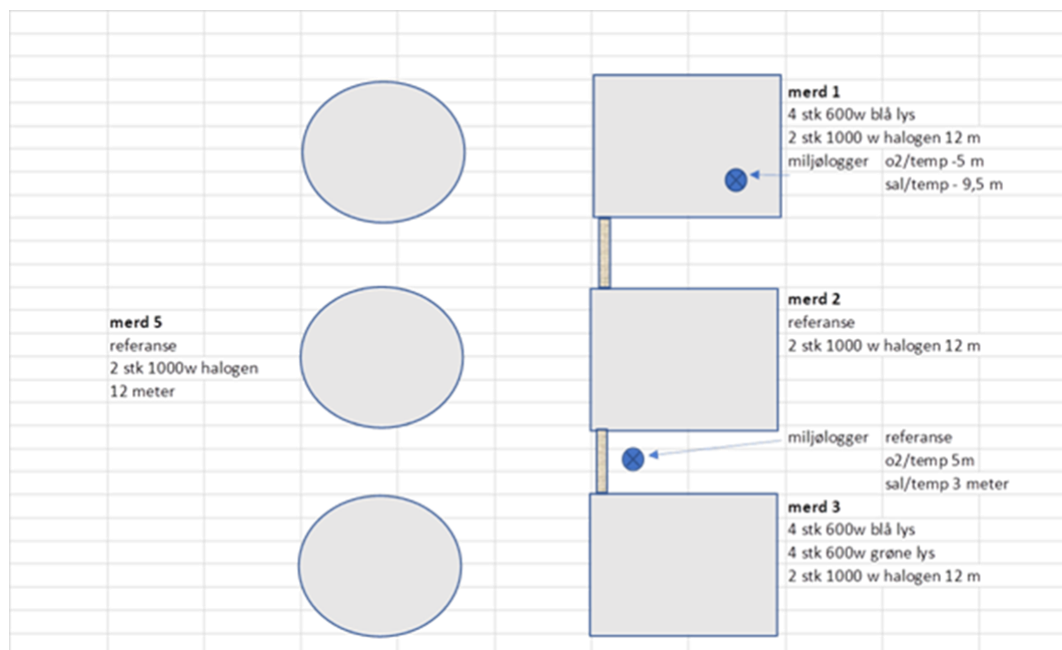 merd 1
4 stk 600w blå lys
2 stk 1000 w halogen 12 m
miljølogger o2/temp -5 m
sal/temp - 9,5 m
merd 2
referanse
2 stk 1000 w halogen 12 m
merd 5
referanse
2 stk 1000w halogen
12 meter
miljølogger referanse
o2/temp 5m
sal/temp 3 meter
merd 3
4 stk 600w blå lys
4 stk 600w grøne lys
2 stk 1000 w halogen 12 m